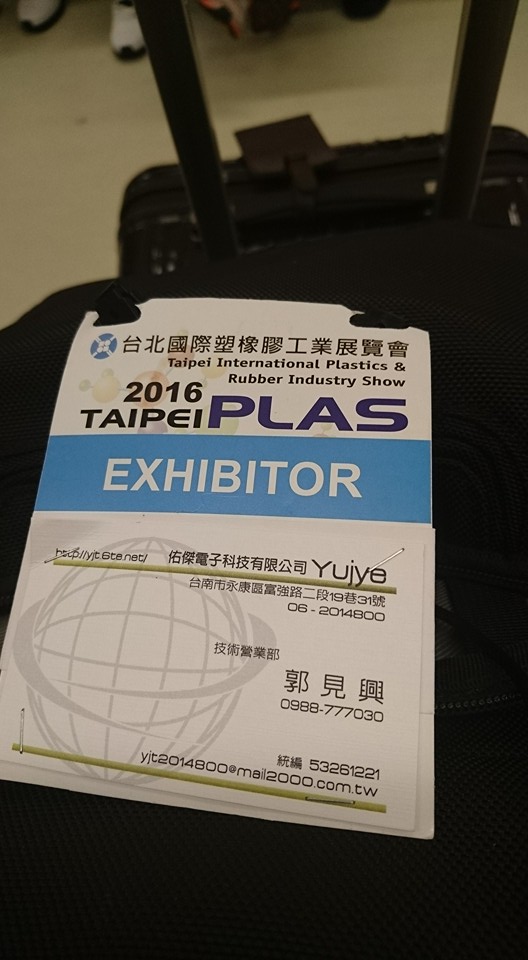 台北國際塑橡膠工業展覽會
Taipei International Plastics &
Rubber Industry Show
2016
TAIPEI PLAS
EXHIBITOR
http://yjt.6te.net/ 佑傑電子科技有限公司 Yujye
台南市永康區富強路二段19巷31號
06 - 2014800
技術營業部
郭見興
0988-777030
統編 53261221
yjt2014800@mail2000.com.tw